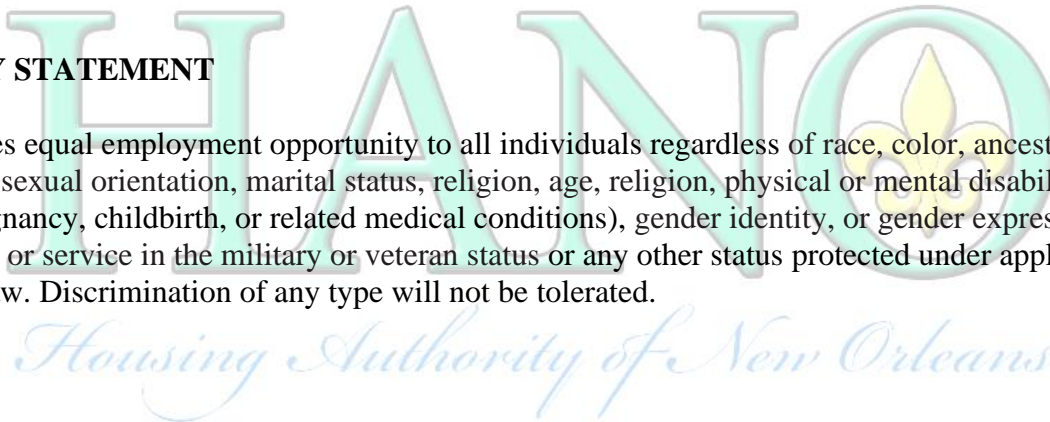 HANO
Y STATEMENT
es equal employment opportunity to all individuals regardless of race, color, ancest
sexual orientation, marital status, religion, age, religion, physical or mental disabil
gnancy, childbirth, or related medical conditions), gender identity, or gender expres
or service in the military or veteran status or any other status protected under appl
w. Discrimination of any type will not be tolerated.
Housing Authority of New Orleans